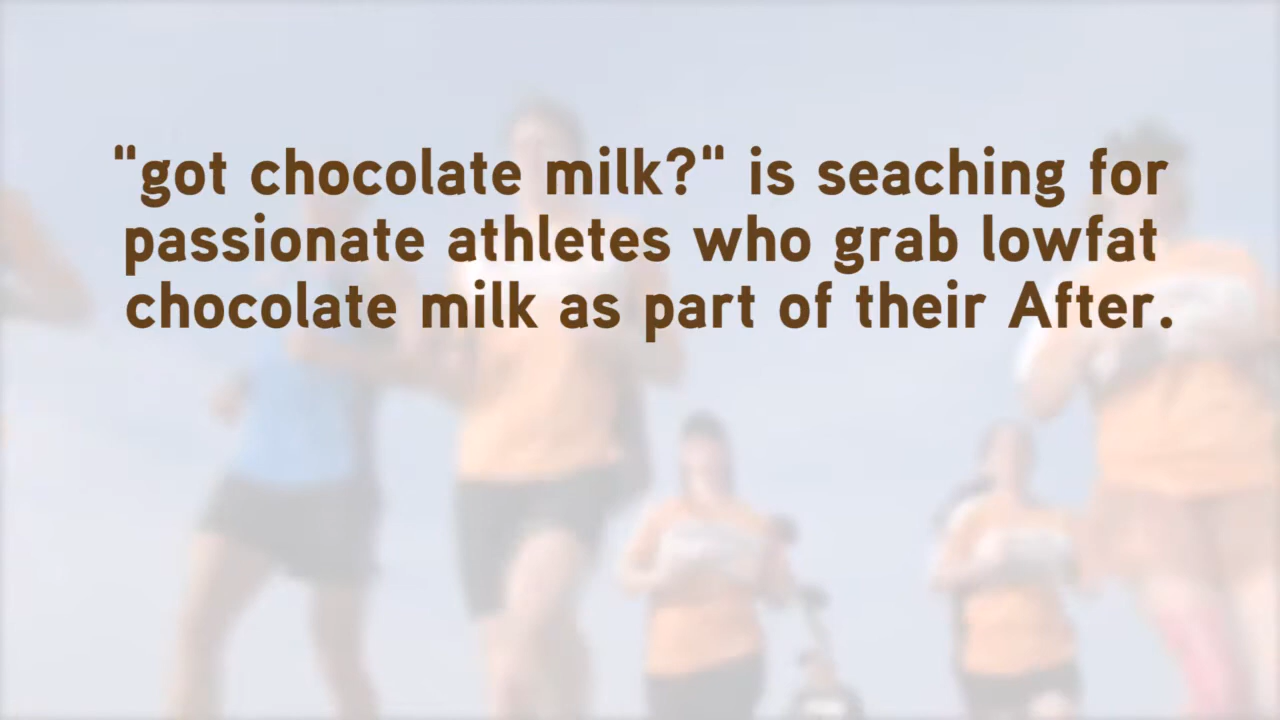 "got chocolate milk?" is seaching for
passionate athletes who grab lowfat
chocolate milk as part of their After.